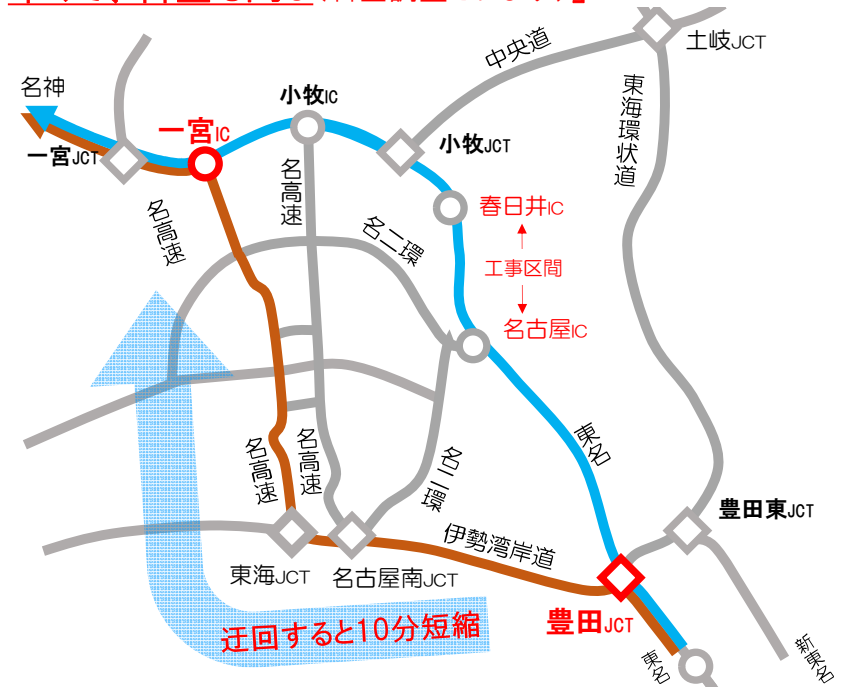 中央道
土岐JCT
名神
小牧IC
東海環状道
一宮IC
小牧JCT
一宮JCT
名高速
名高速
春日井IC
名二環
工事区間
名古屋IC
東名
名高速
名高速
名二環
豊田東JCT
伊勢湾岸道
東海JCT
名古屋南JCT
豊田JCT
迂回すると10分短縮
東名
新東名